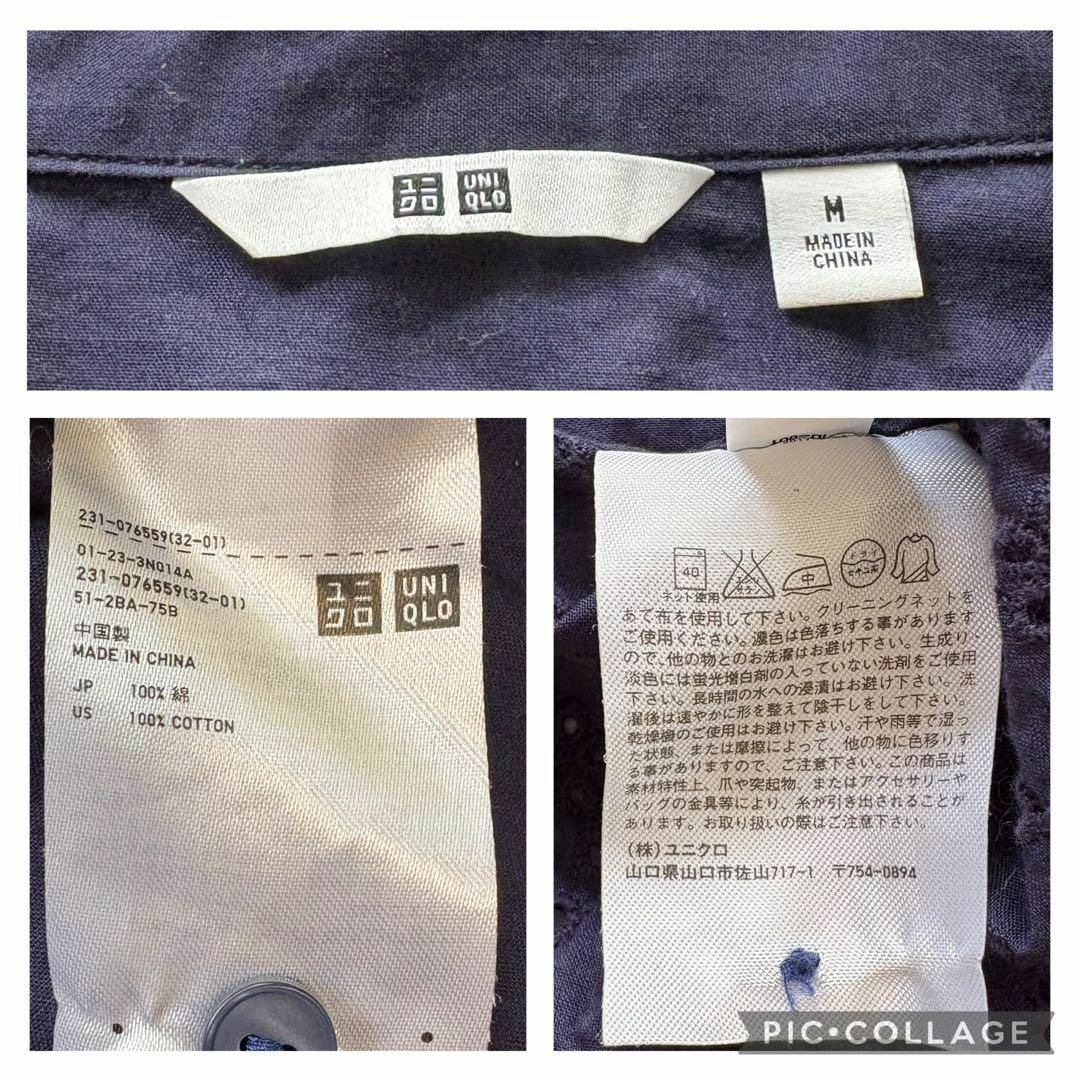 ユニ
クロ
UNI
QLO
M
MADE IN
CHINA
231-076559(32-01)
01-23-3N014A
231-076559(32-01)
51-2BA-75B
中国製
MADE IN CHINA
JP 100% 綿
US 100% COTTON
ユニ
クロ
UNI
QLO
40 中 ドライ
ネット使用 エンソサラシ セキユ系
あて布を使用して下さい。クリーニングネットを
ご使用ください。濃色は色落ちする事があります
ので、他の物とのお洗濯はお避け下さい。生成り、
淡色には蛍光増白剤の入っていない洗剤をご使用
下さい。長時間の水への浸漬はお避け下さい。洗
濯後は速やかに形を整えて陰干しをして下さい。
乾燥機のご使用はお避け下さい。汗や雨等で湿っ
た状態、または摩擦によって、他の物に色移りす
る事がありますので、ご注意下さい。この商品は
素材特性上、爪や突起物、またはアクセサリーや
バッグの金具等により、糸が引き出されることが
あります。お取り扱いの際はご注意下さい。
(株)ユニクロ
山口県山口市佐山717-1 〒754-0894
PIC•COLLAGE